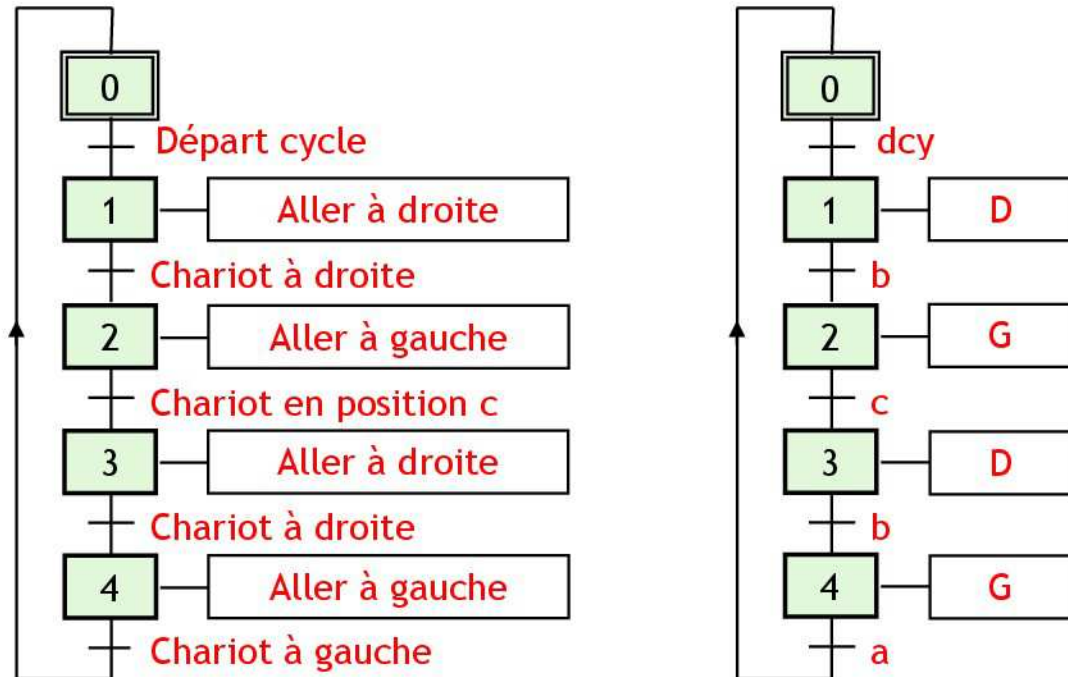 0
Départ cycle
1
Aller à droite
Chariot à droite
2
Aller à gauche
Chariot en position c
3
Aller à droite
Chariot à droite
4
Aller à gauche
Chariot à gauche
0
dcy
1
D
b
2
G
c
3
D
b
4
G
a